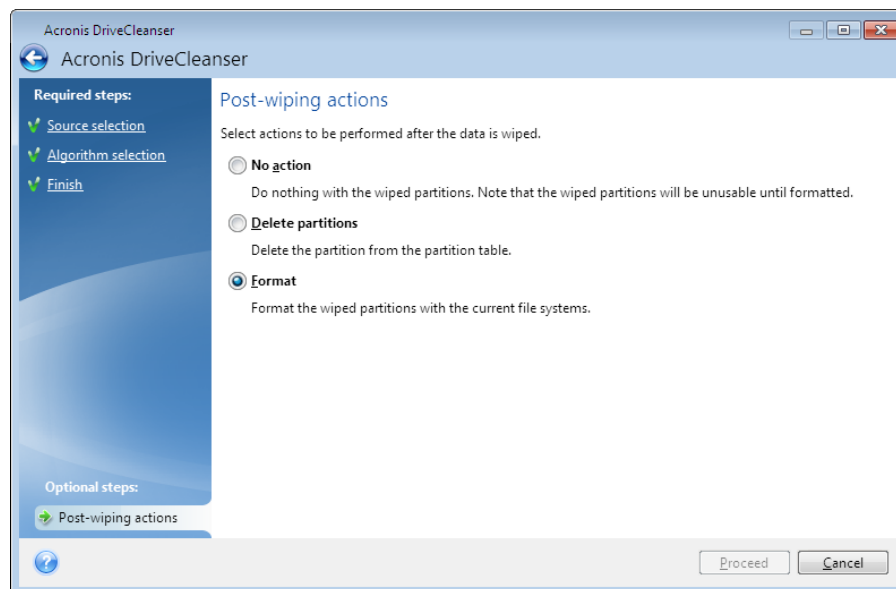 Acronis DriveCleanser
Acronis DriveCleanser
Required steps:
Source selection
Algorithm selection
Finish
Post-wiping actions
Select actions to be performed after the data is wiped.
No action
Do nothing with the wiped partitions. Note that the wiped partitions will be unusable until formatted.
Delete partitions
Delete the partition from the partition table.
Format
Format the wiped partitions with the current file systems.
Optional steps:
Post-wiping actions
?
Proceed
Cancel